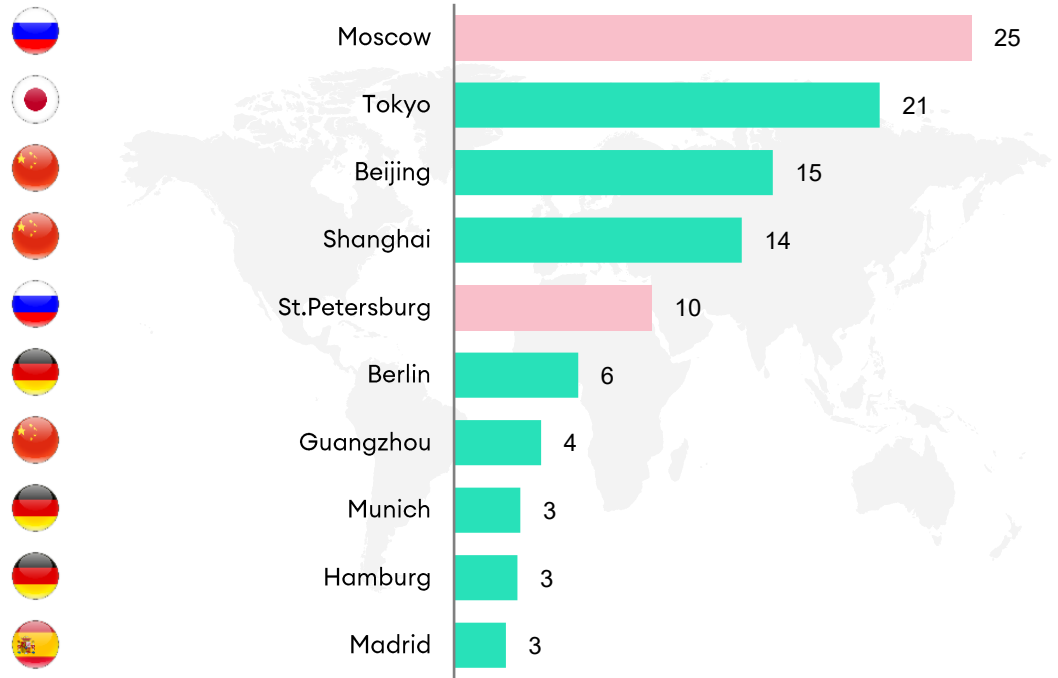 Moscow 25
Tokyo 21
Beijing 15
Shanghai 14
St.Petersburg 10
Berlin 6
Guangzhou 4
Munich 3
Hamburg 3
Madrid 3